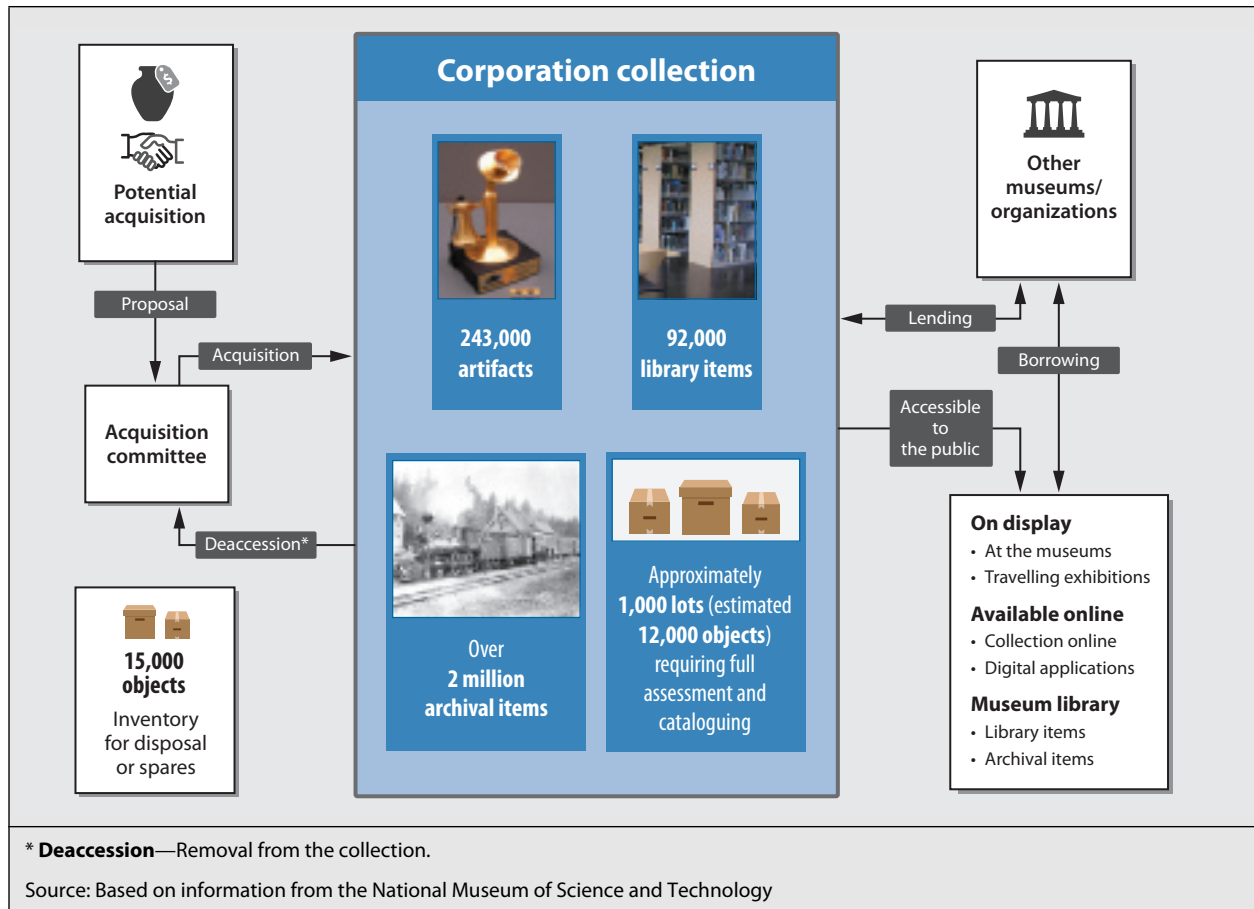 Corporation collection
$
Potential
acquisition
Proposal
Acquisition
Acquisition
committee
Deaccession*
15,000
objects
Inventory
for disposal
or spares
243,000
artifacts
92,000
library items
Over
2 million
archival items
Approximately
1,000 lots (estimated
12,000 objects)
requiring full
assessment and
cataloguing
Other
museums/
organizations
Lending
Borrowing
Accessible
to
the public
On display
• At the museums
• Travelling exhibitions
Available online
• Collection online
• Digital applications
Museum library
• Library items
• Archival items
* Deaccession—Removal from the collection.
Source: Based on information from the National Museum of Science and Technology